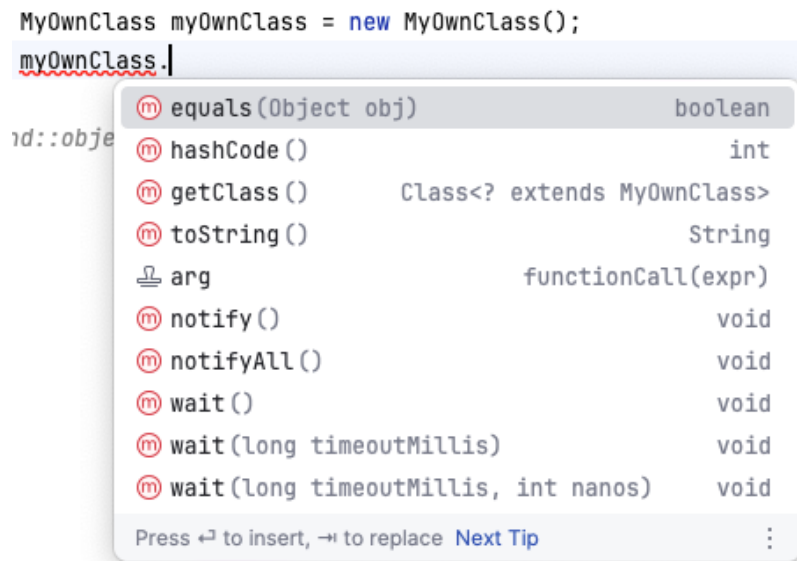 MyOwnClass myOwnClass = new MyOwnClass();
myOwnClass.
nd::obje
m equals(Object obj) boolean
m hashCode() int
m getClass() Class<? extends MyOwnClass>
m toString() String
arg functionCall(expr)
m notify() void
m notifyAll() void
m wait() void
m wait(long timeoutMillis) void
m wait(long timeoutMillis, int nanos) void
Press ↵ to insert, ⇥ to replace Next Tip